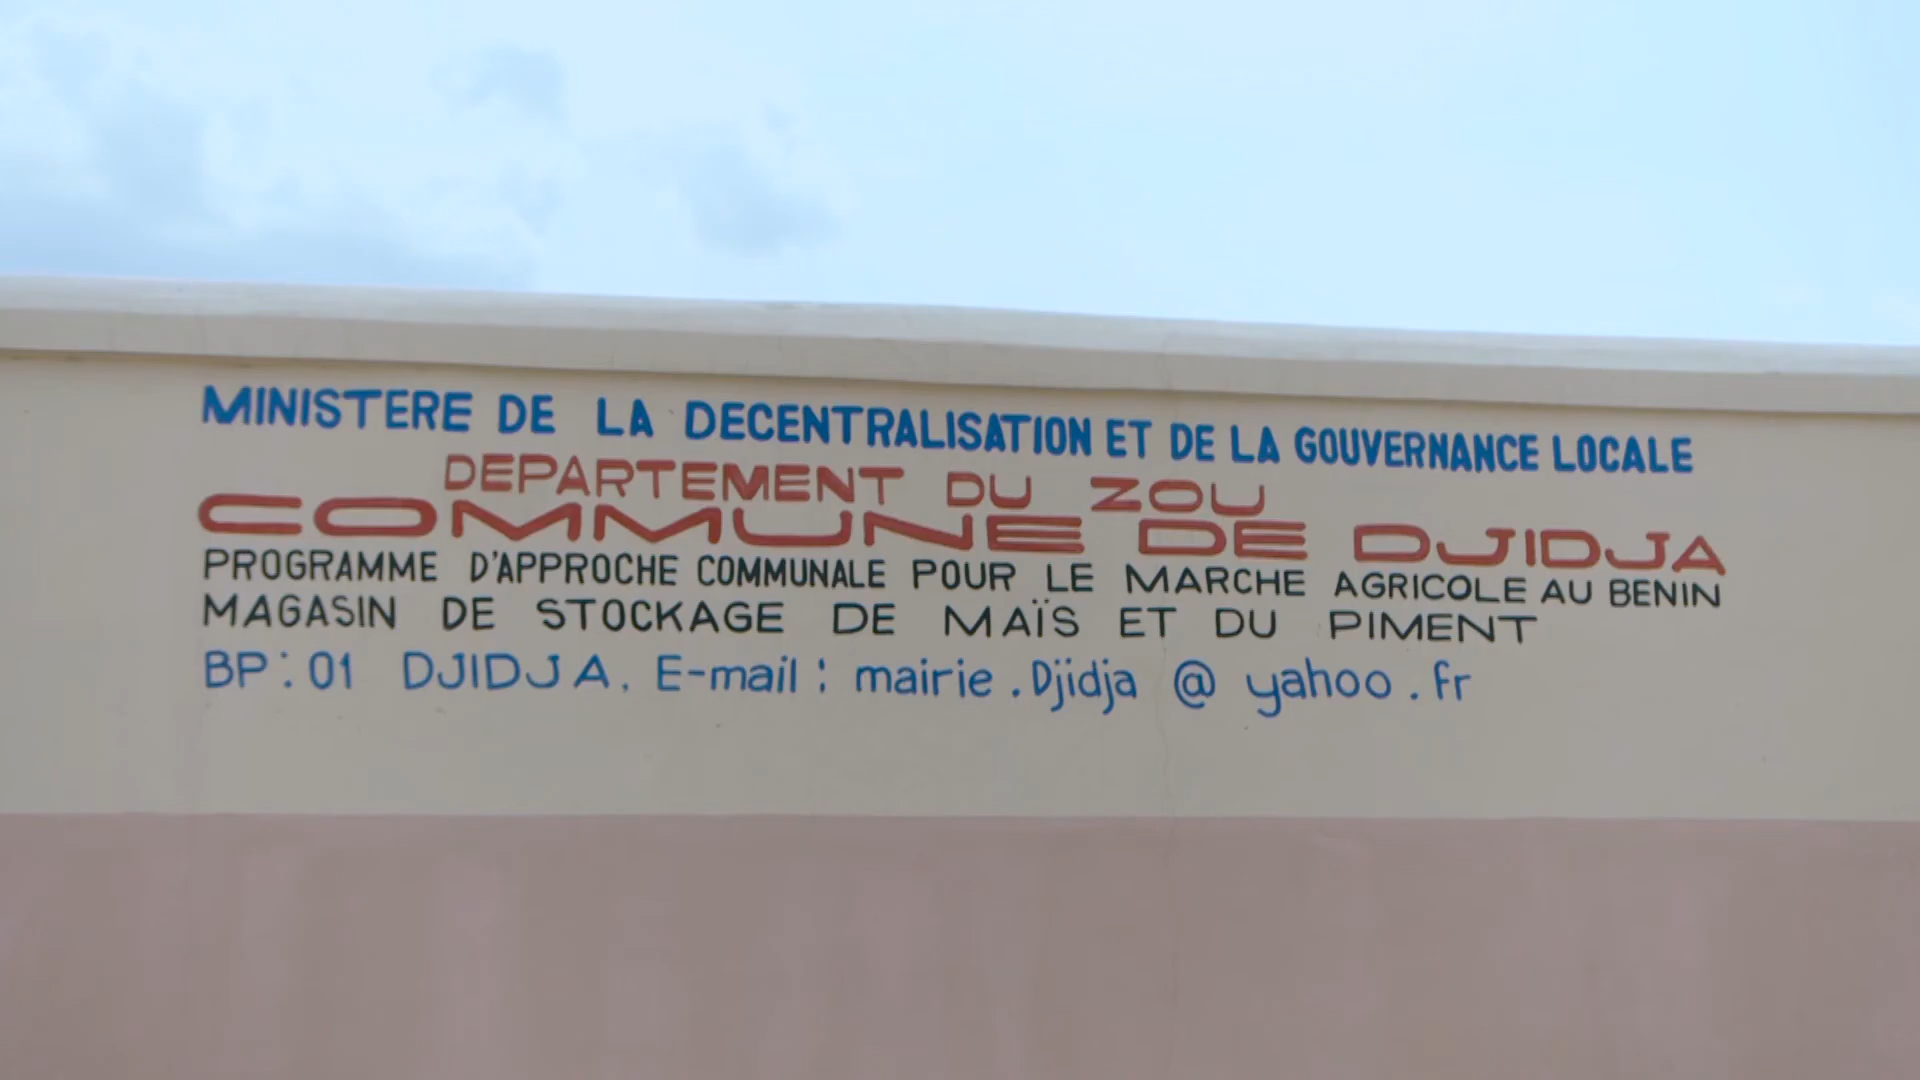 MINISTERE DE LA DECENTRALISATION ET DE LA GOUVERNANCE LOCALE
DEPARTEMENT DU ZOU
COMMUNE DE DJIDJA
PROGRAMME D'APPROCHE COMMUNALE POUR LE MARCHE AGRICOLE AU BENIN
MAGASIN DE STOCKAGE DE MAÏS ET DU PIMENT
BP: 01 DJIDJA. E-mail : mairie.Djidja @ yahoo.fr